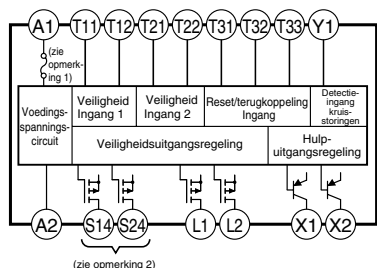 A1 T11 T12 T21 T22 T31 T32 T33 Y1
(zie
opmerk-
ing 1)
Voedings-
spannings-
circuit
Veiligheid
Ingang 1
Veiligheid
Ingang 2
Reset/terugkoppeling
Ingang
Detectie-
ingang
kruis-
storingen
Veiligheidsuitgangsregeling
Hulp-
uitgangsregeling
A2 S14 S24 L1 L2 X1 X2
(zie opmerking 2)